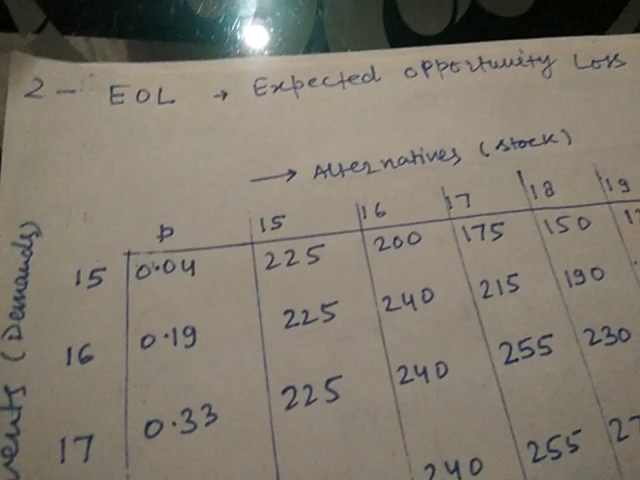 2 - EOL → Expected opportunity Loss
→ Alternatives (stock)
p 15 16 17 18 19
15 0.04 225 200 175 150
16 0.19 225 240 215 190
17 0.33 225 240 255 230
240 255
(Demands)